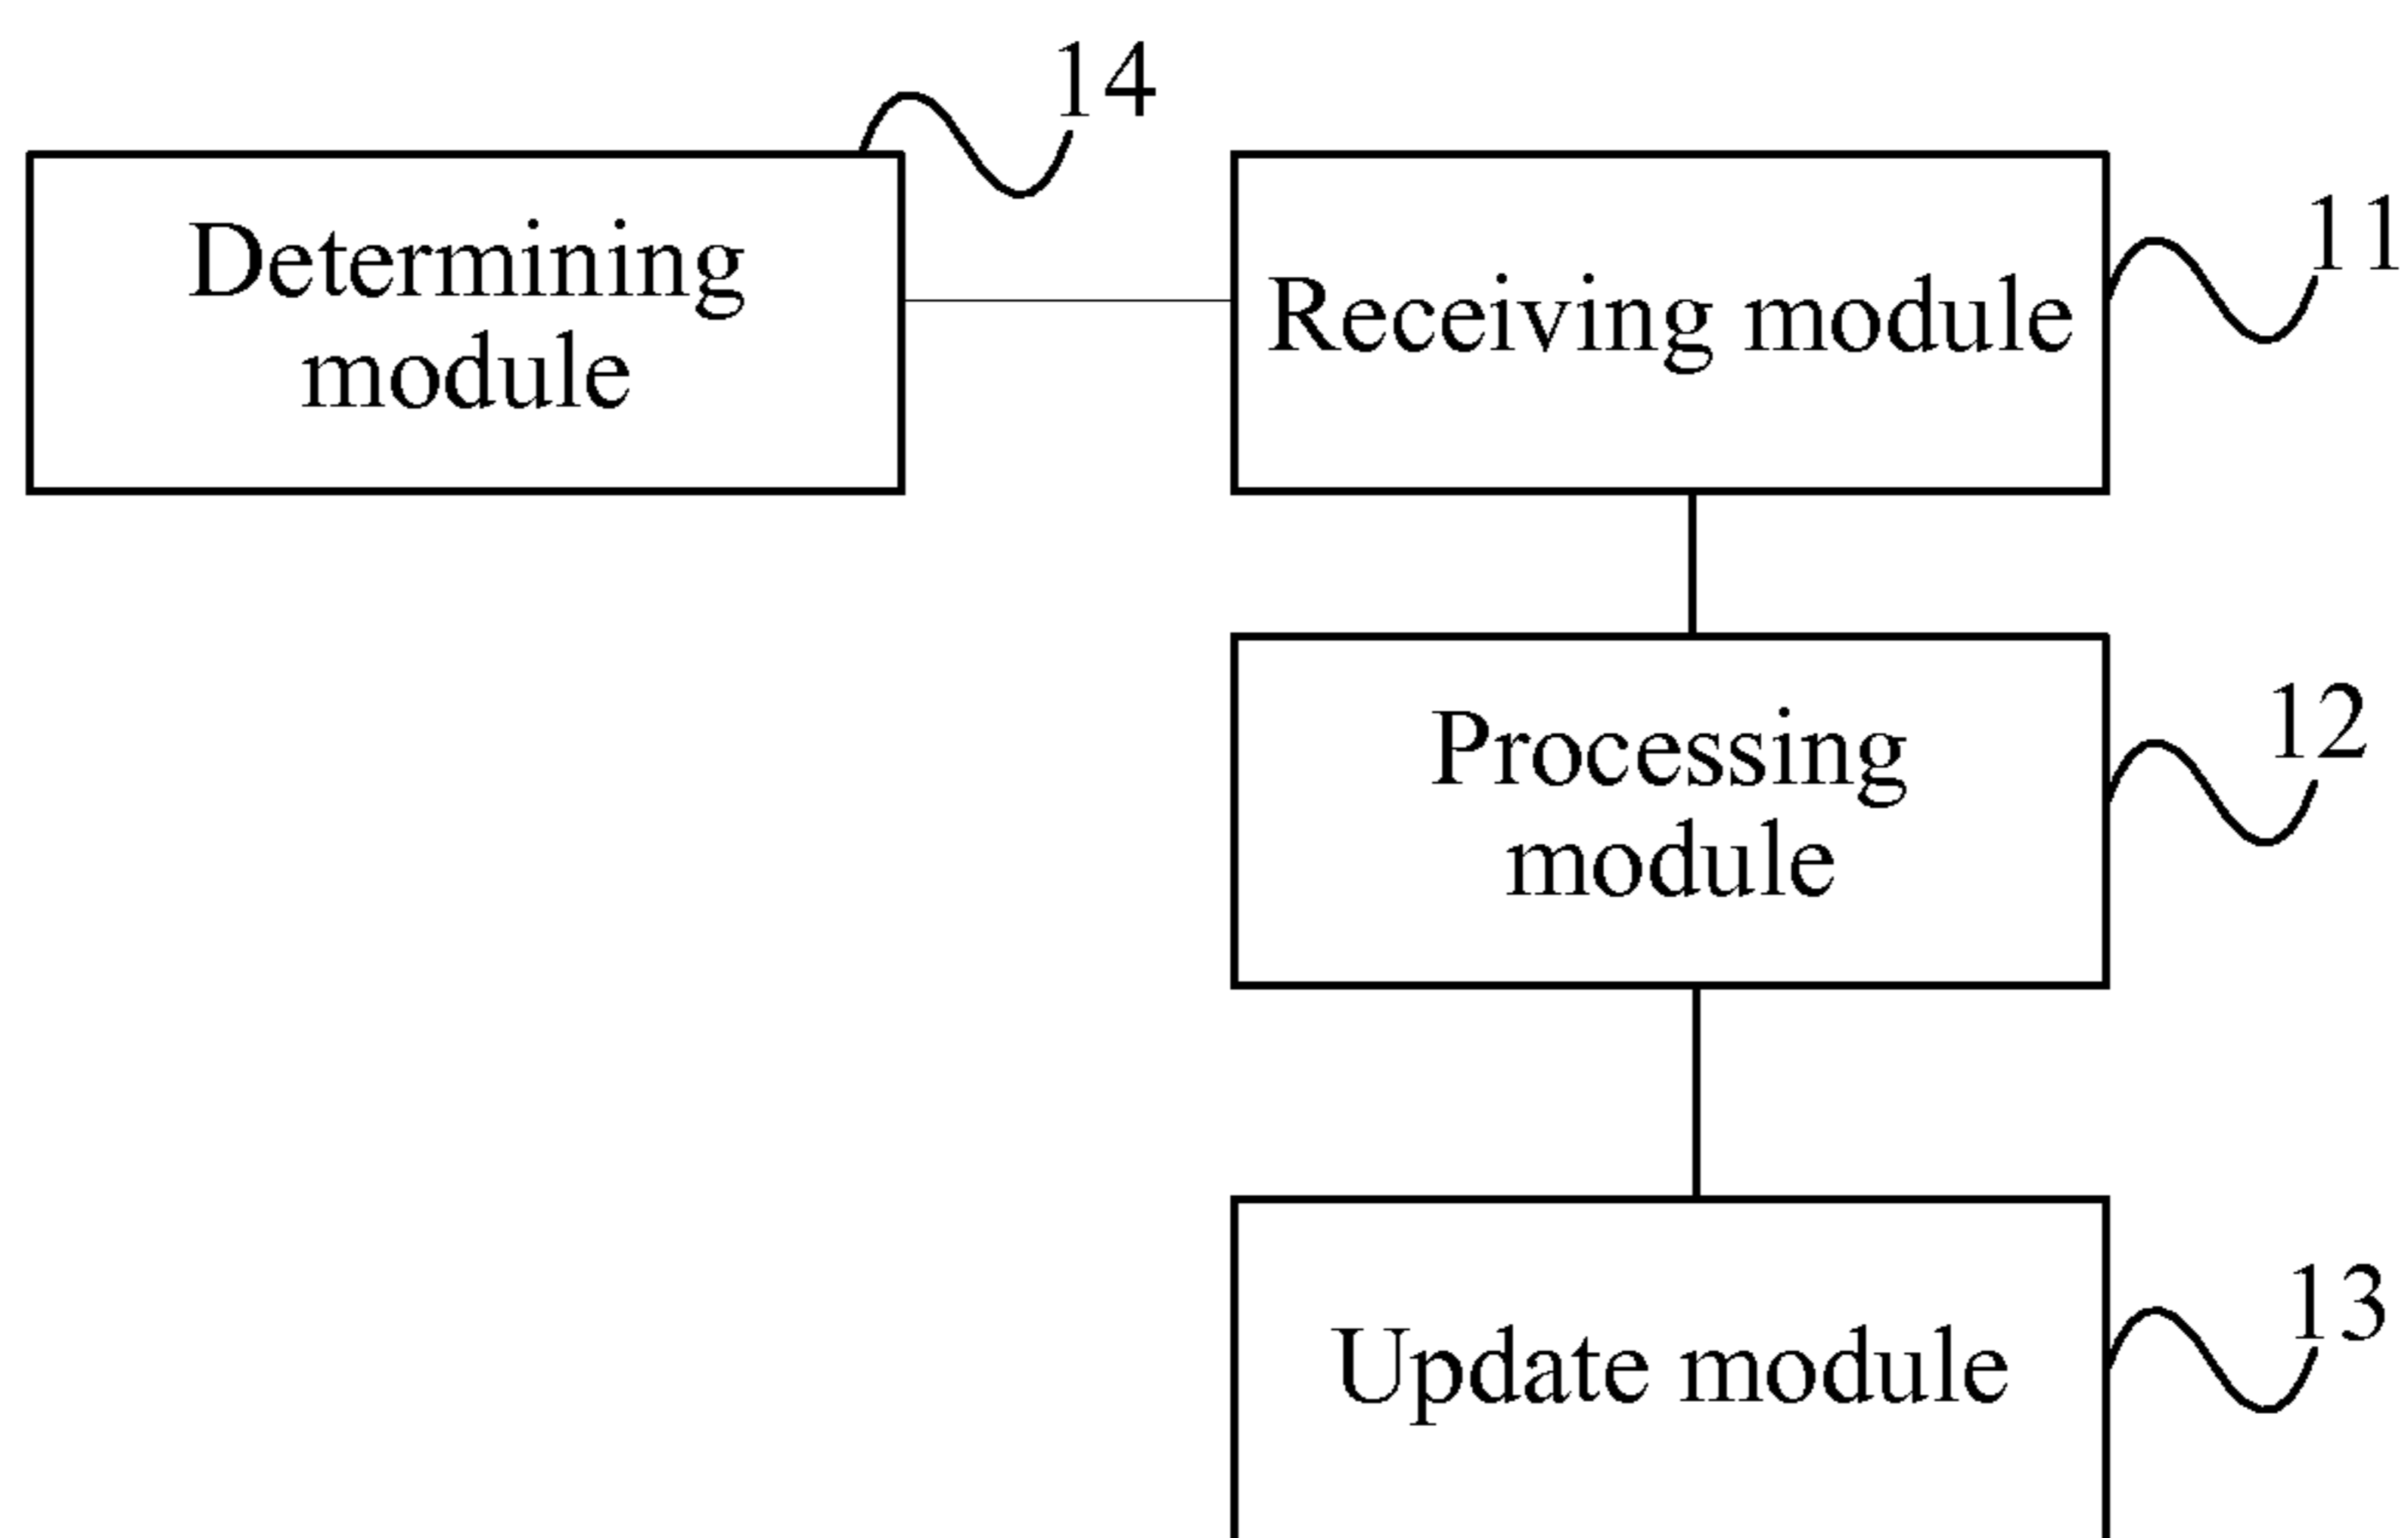 14
Determining
module
Receiving module
11
Processing
module
12
Update module
13